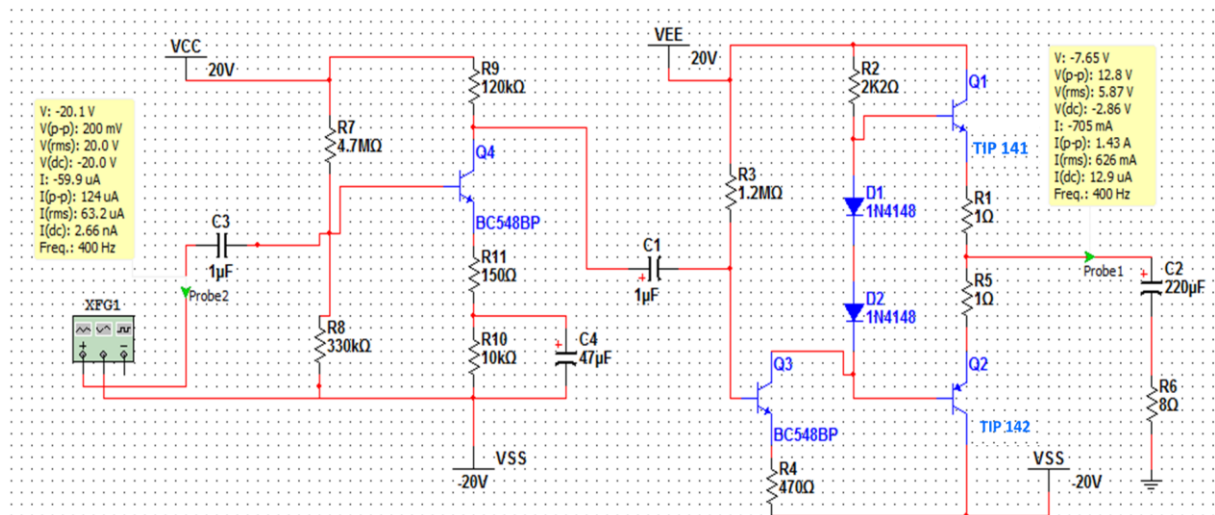 VCC
20V
VEE
20V
R9
120kΩ
R7
4.7MΩ
Q4
BC548BP
V: -20.1 V
V(p-p): 200 mV
V(rms): 20.0 V
V(dc): -20.0 V
I: -59.9 uA
I(p-p): 124 uA
I(rms): 63.2 uA
I(dc): 2.66 nA
Freq.: 400 Hz
C3
1µF
Probe2
XFG1
R8
330kΩ
R11
150Ω
R10
10kΩ
C4
47µF
VSS
-20V
C1
1µF
R3
1.2MΩ
R2
2K2Ω
D1
1N4148
D2
1N4148
Q1
TIP 141
R1
1Ω
R5
1Ω
Q3
BC548BP
R4
470Ω
Q2
TIP 142
VSS
-20V
V: -7.65 V
V(p-p): 12.8 V
V(rms): 5.87 V
V(dc): -2.86 V
I: -705 mA
I(p-p): 1.43 A
I(rms): 626 mA
I(dc): 12.9 uA
Freq.: 400 Hz
Probe1
C2
220µF
R6
8Ω